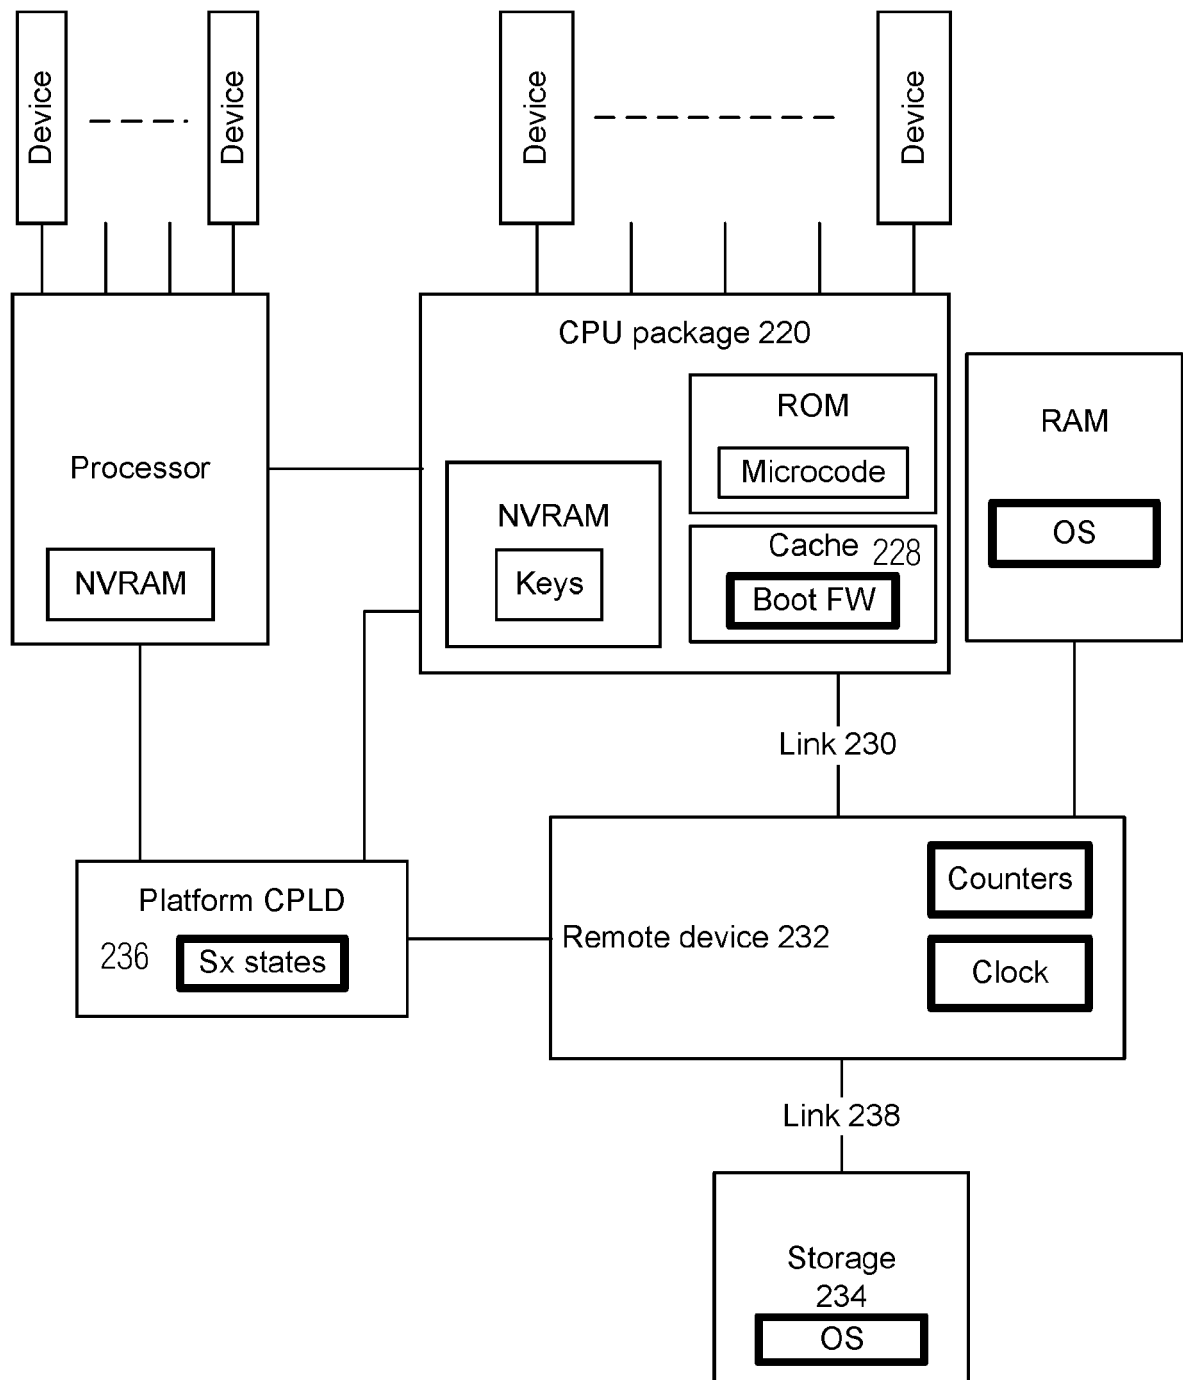 Device
Device
Device
Device
CPU package 220
ROM
Microcode
RAM
OS
Processor
NVRAM
NVRAM
Keys
Cache 228
Boot FW
Link 230
Platform CPLD
236 Sx states
Remote device 232
Counters
Clock
Link 238
Storage
234
OS